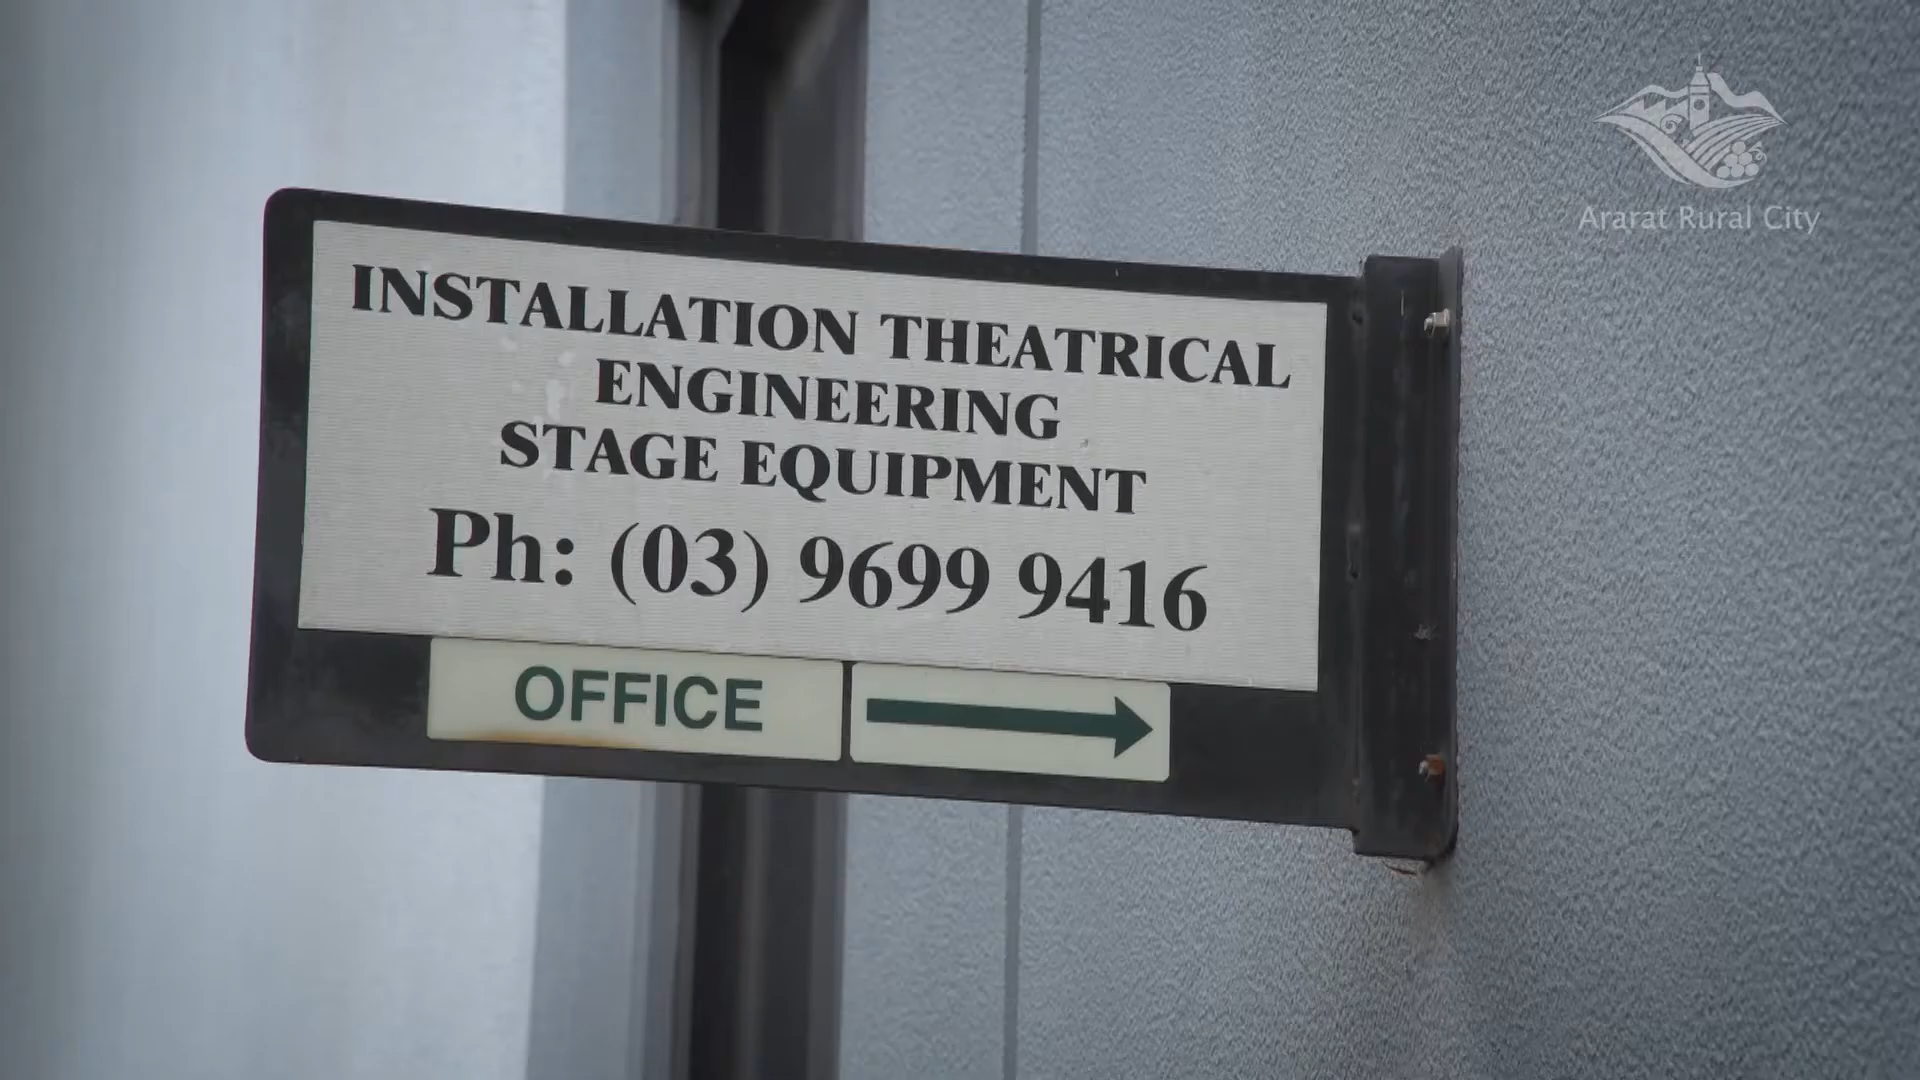 INSTALLATION THEATRICAL
ENGINEERING
STAGE EQUIPMENT
Ph: (03) 9699 9416
OFFICE
Ararat Rural City